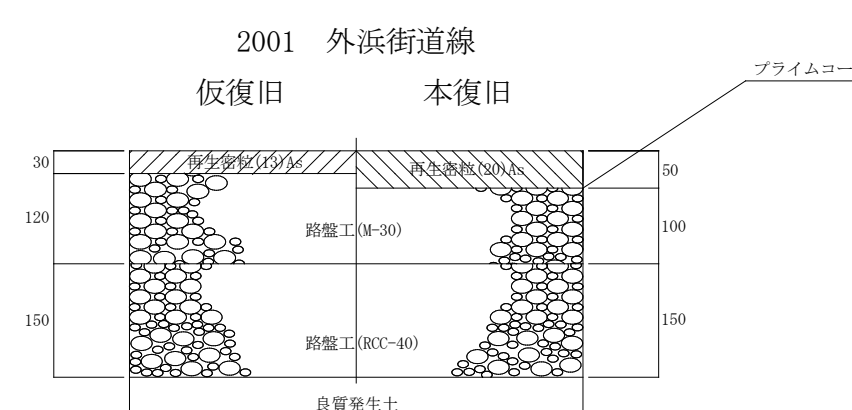 2001 外浜街道線
仮復旧 本復旧
プライムコー
30 再生密粒(13)As 再生密粒(20)As 50
120 路盤工(M-30) 100
150 路盤工(RCC-40) 150
良質発生土